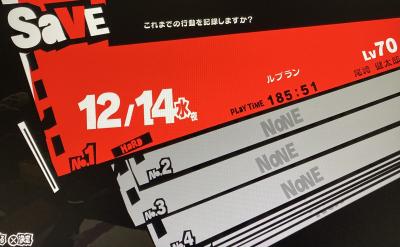 SaVE
これまでの行動を記録しますか?
Lv70
ルブラン
12/14 水 夜
PLaY TiME 185:51
No.1
HaRD
No.2 NoNE
No.3 NoNE
No.4 NoNE